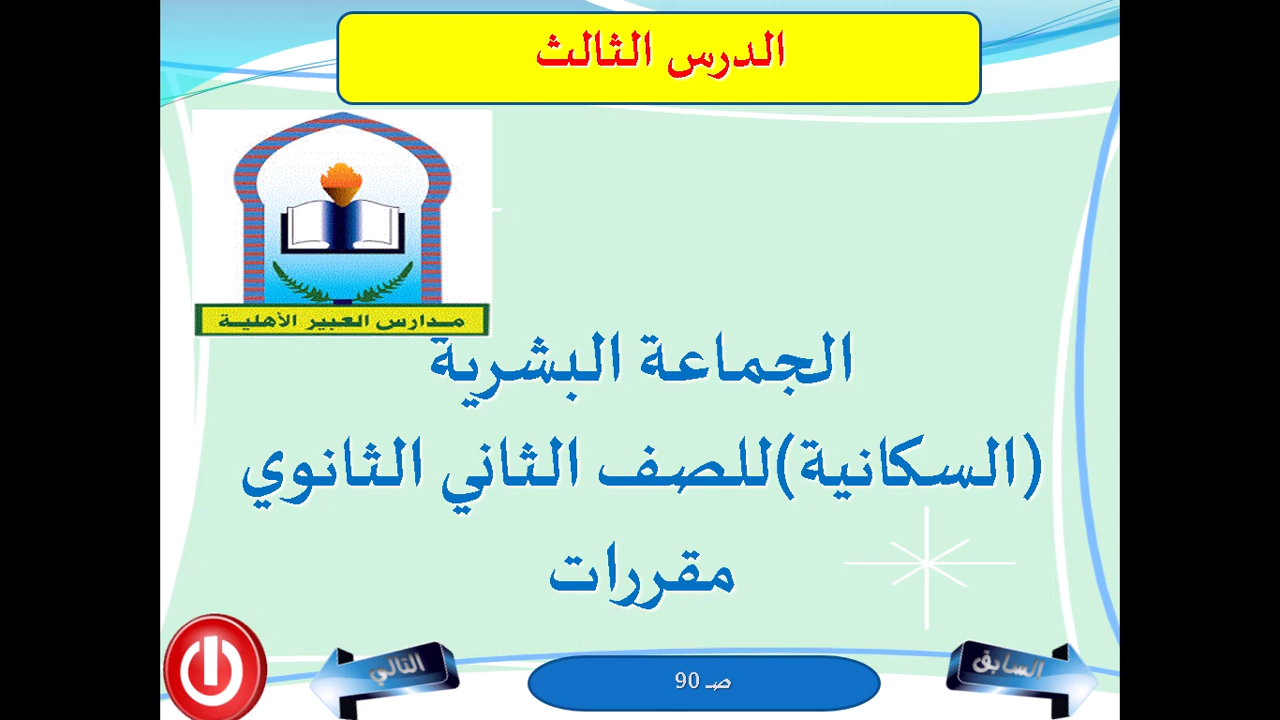 الدرس الثالث
مدارس العبير الأهلية
الجماعة البشرية
(السكانية)للصف الثاني الثانوي
مقررات
السابق
صـ 90
التالي